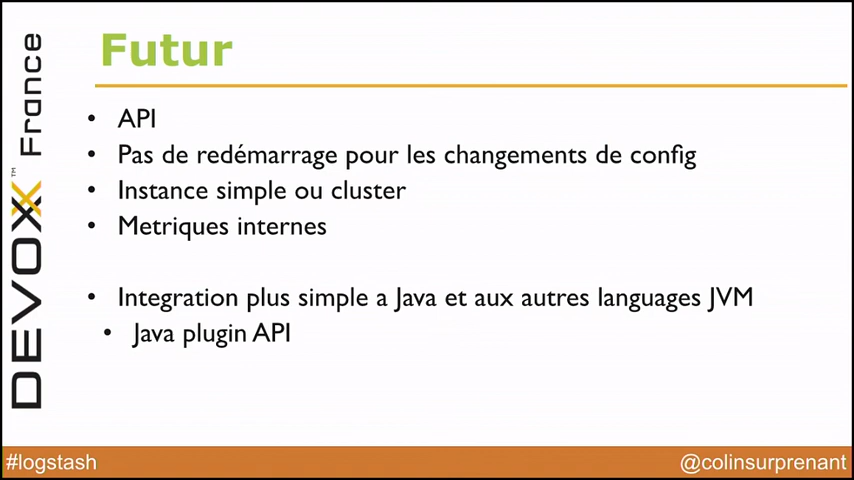 Futur
• API
• Pas de redémarrage pour les changements de config
• Instance simple ou cluster
• Metriques internes
• Integration plus simple a Java et aux autres languages JVM
• Java plugin API
DEVOXX™ France
#logstash
@colinsurprenant